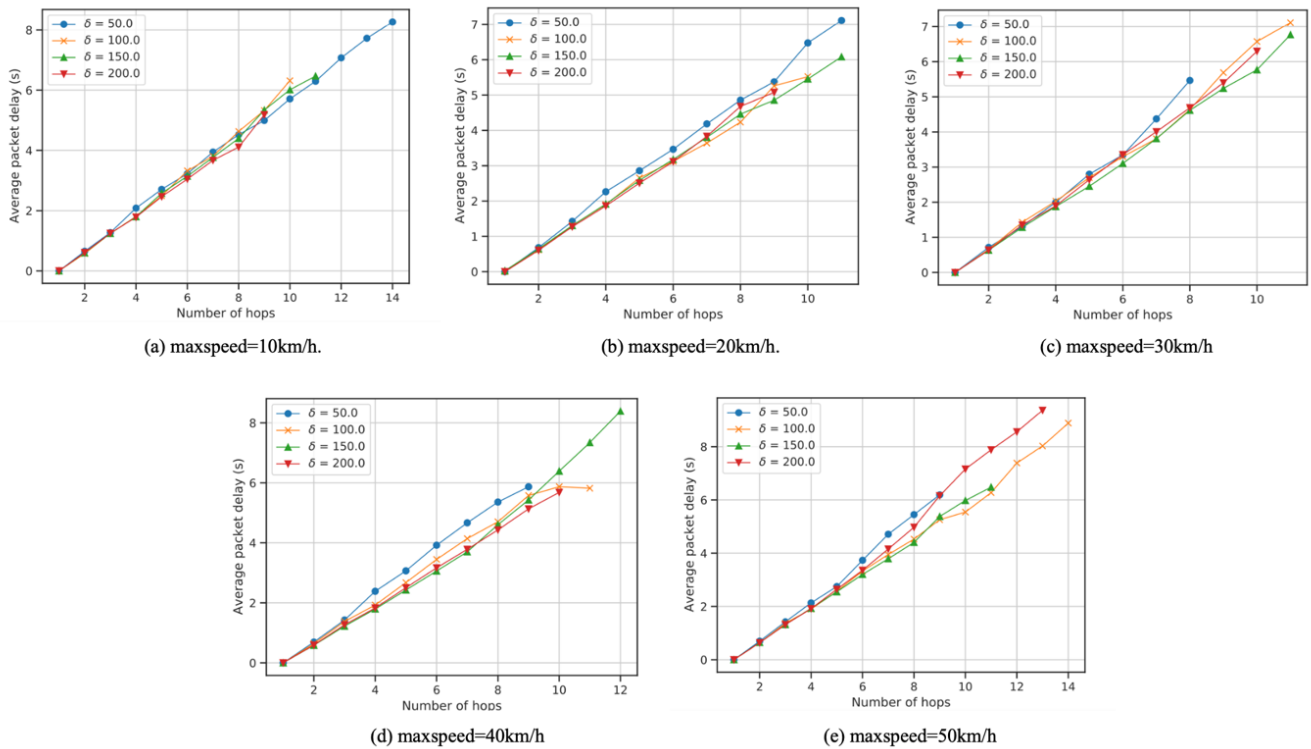 δ = 50.0
δ = 100.0
δ = 150.0
δ = 200.0
Average packet delay (s)
8
6
4
2
0
2 4 6 8 10 12 14
Number of hops
(a) maxspeed=10km/h.
δ = 50.0
δ = 100.0
δ = 150.0
δ = 200.0
Average packet delay (s)
7
6
5
4
3
2
1
0
2 4 6 8 10
Number of hops
(b) maxspeed=20km/h.
δ = 50.0
δ = 100.0
δ = 150.0
δ = 200.0
Average packet delay (s)
7
6
5
4
3
2
1
0
2 4 6 8 10
Number of hops
(c) maxspeed=30km/h
δ = 50.0
δ = 100.0
δ = 150.0
δ = 200.0
Average packet delay (s)
8
6
4
2
0
2 4 6 8 10 12
Number of hops
(d) maxspeed=40km/h
δ = 50.0
δ = 100.0
δ = 150.0
δ = 200.0
Average packet delay (s)
8
6
4
2
0
2 4 6 8 10 12 14
Number of hops
(e) maxspeed=50km/h